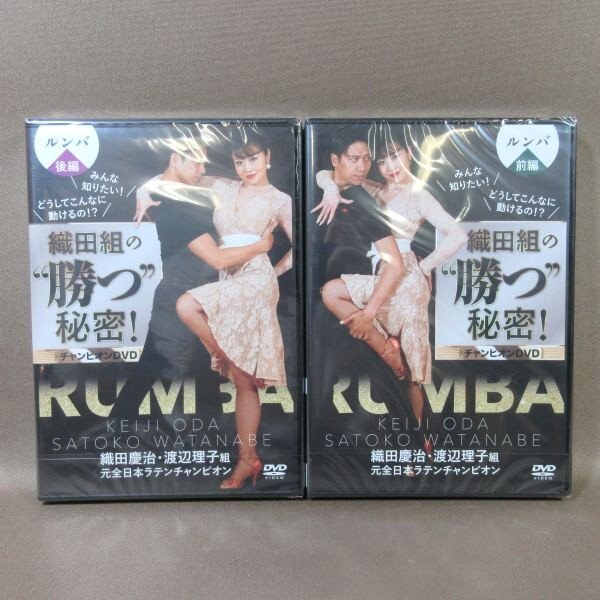 ルンバ
後編
みんな
知りたい!
どうしてこんなに
動けるの!?
織田組の
“勝つ”
秘密!
チャンピオンDVD
RUMBA
KEIJI ODA
SATOKO WATANABE
織田慶治・渡辺理子組
元全日本ラテンチャンピオン
DVD
VIDEO
ルンバ
前編
みんな
知りたい!
どうしてこんなに
動けるの!?
織田組の
“勝つ”
秘密!
チャンピオンDVD
RUMBA
KEIJI ODA
SATOKO WATANABE
織田慶治・渡辺理子組
元全日本ラテンチャンピオン
DVD
VIDEO